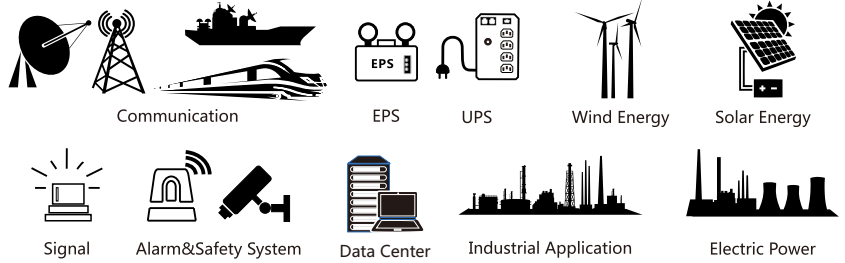 EPS
Communication
EPS
UPS
Wind Energy
Solar Energy
Signal
Alarm&Safety System
Data Center
Industrial Application
Electric Power